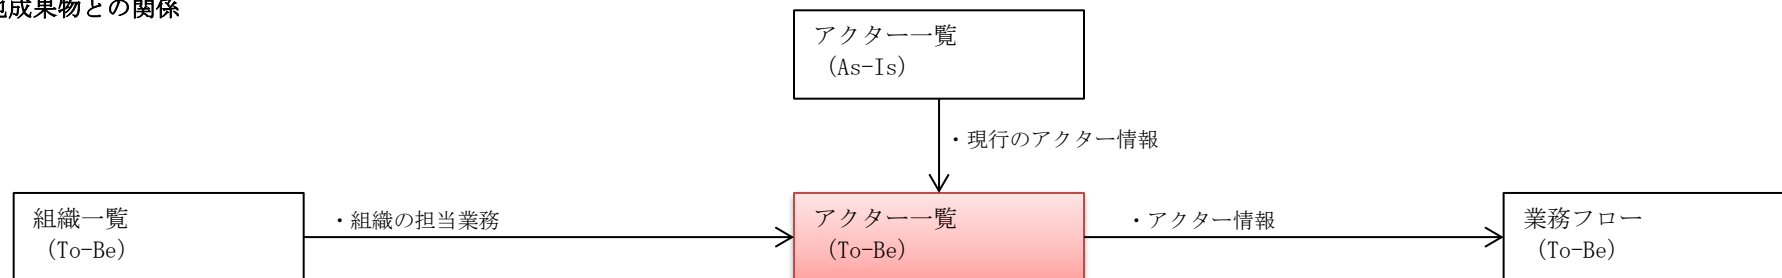 他成果物との関係
アクター一覧
（As-Is）
・現行のアクター情報
組織一覧
（To-Be）
・組織の担当業務
アクター一覧
（To-Be）
・アクター情報
業務フロー
（To-Be）